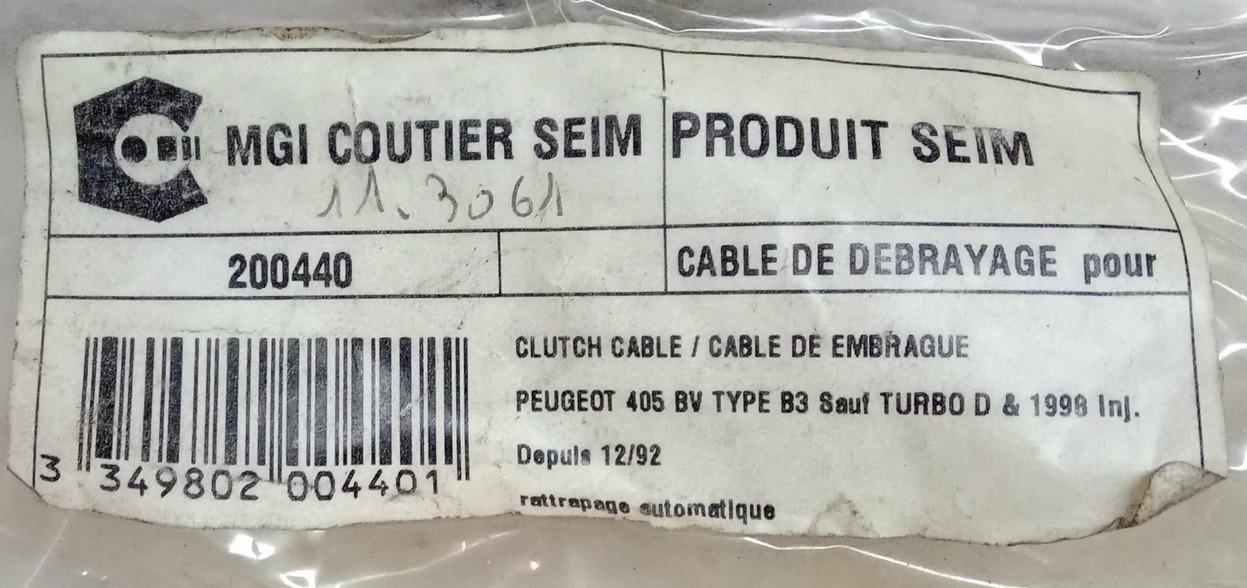 MGI COUTIER SEIM
PRODUIT SEIM
11.3061
200440
CABLE DE DEBRAYAGE pour
CLUTCH CABLE / CABLE DE EMBRAGUE
PEUGEOT 405 BV TYPE B3 Sauf TURBO D & 1998 Inj.
Depuis 12/92
rattrapage automatique
3 349802 004401